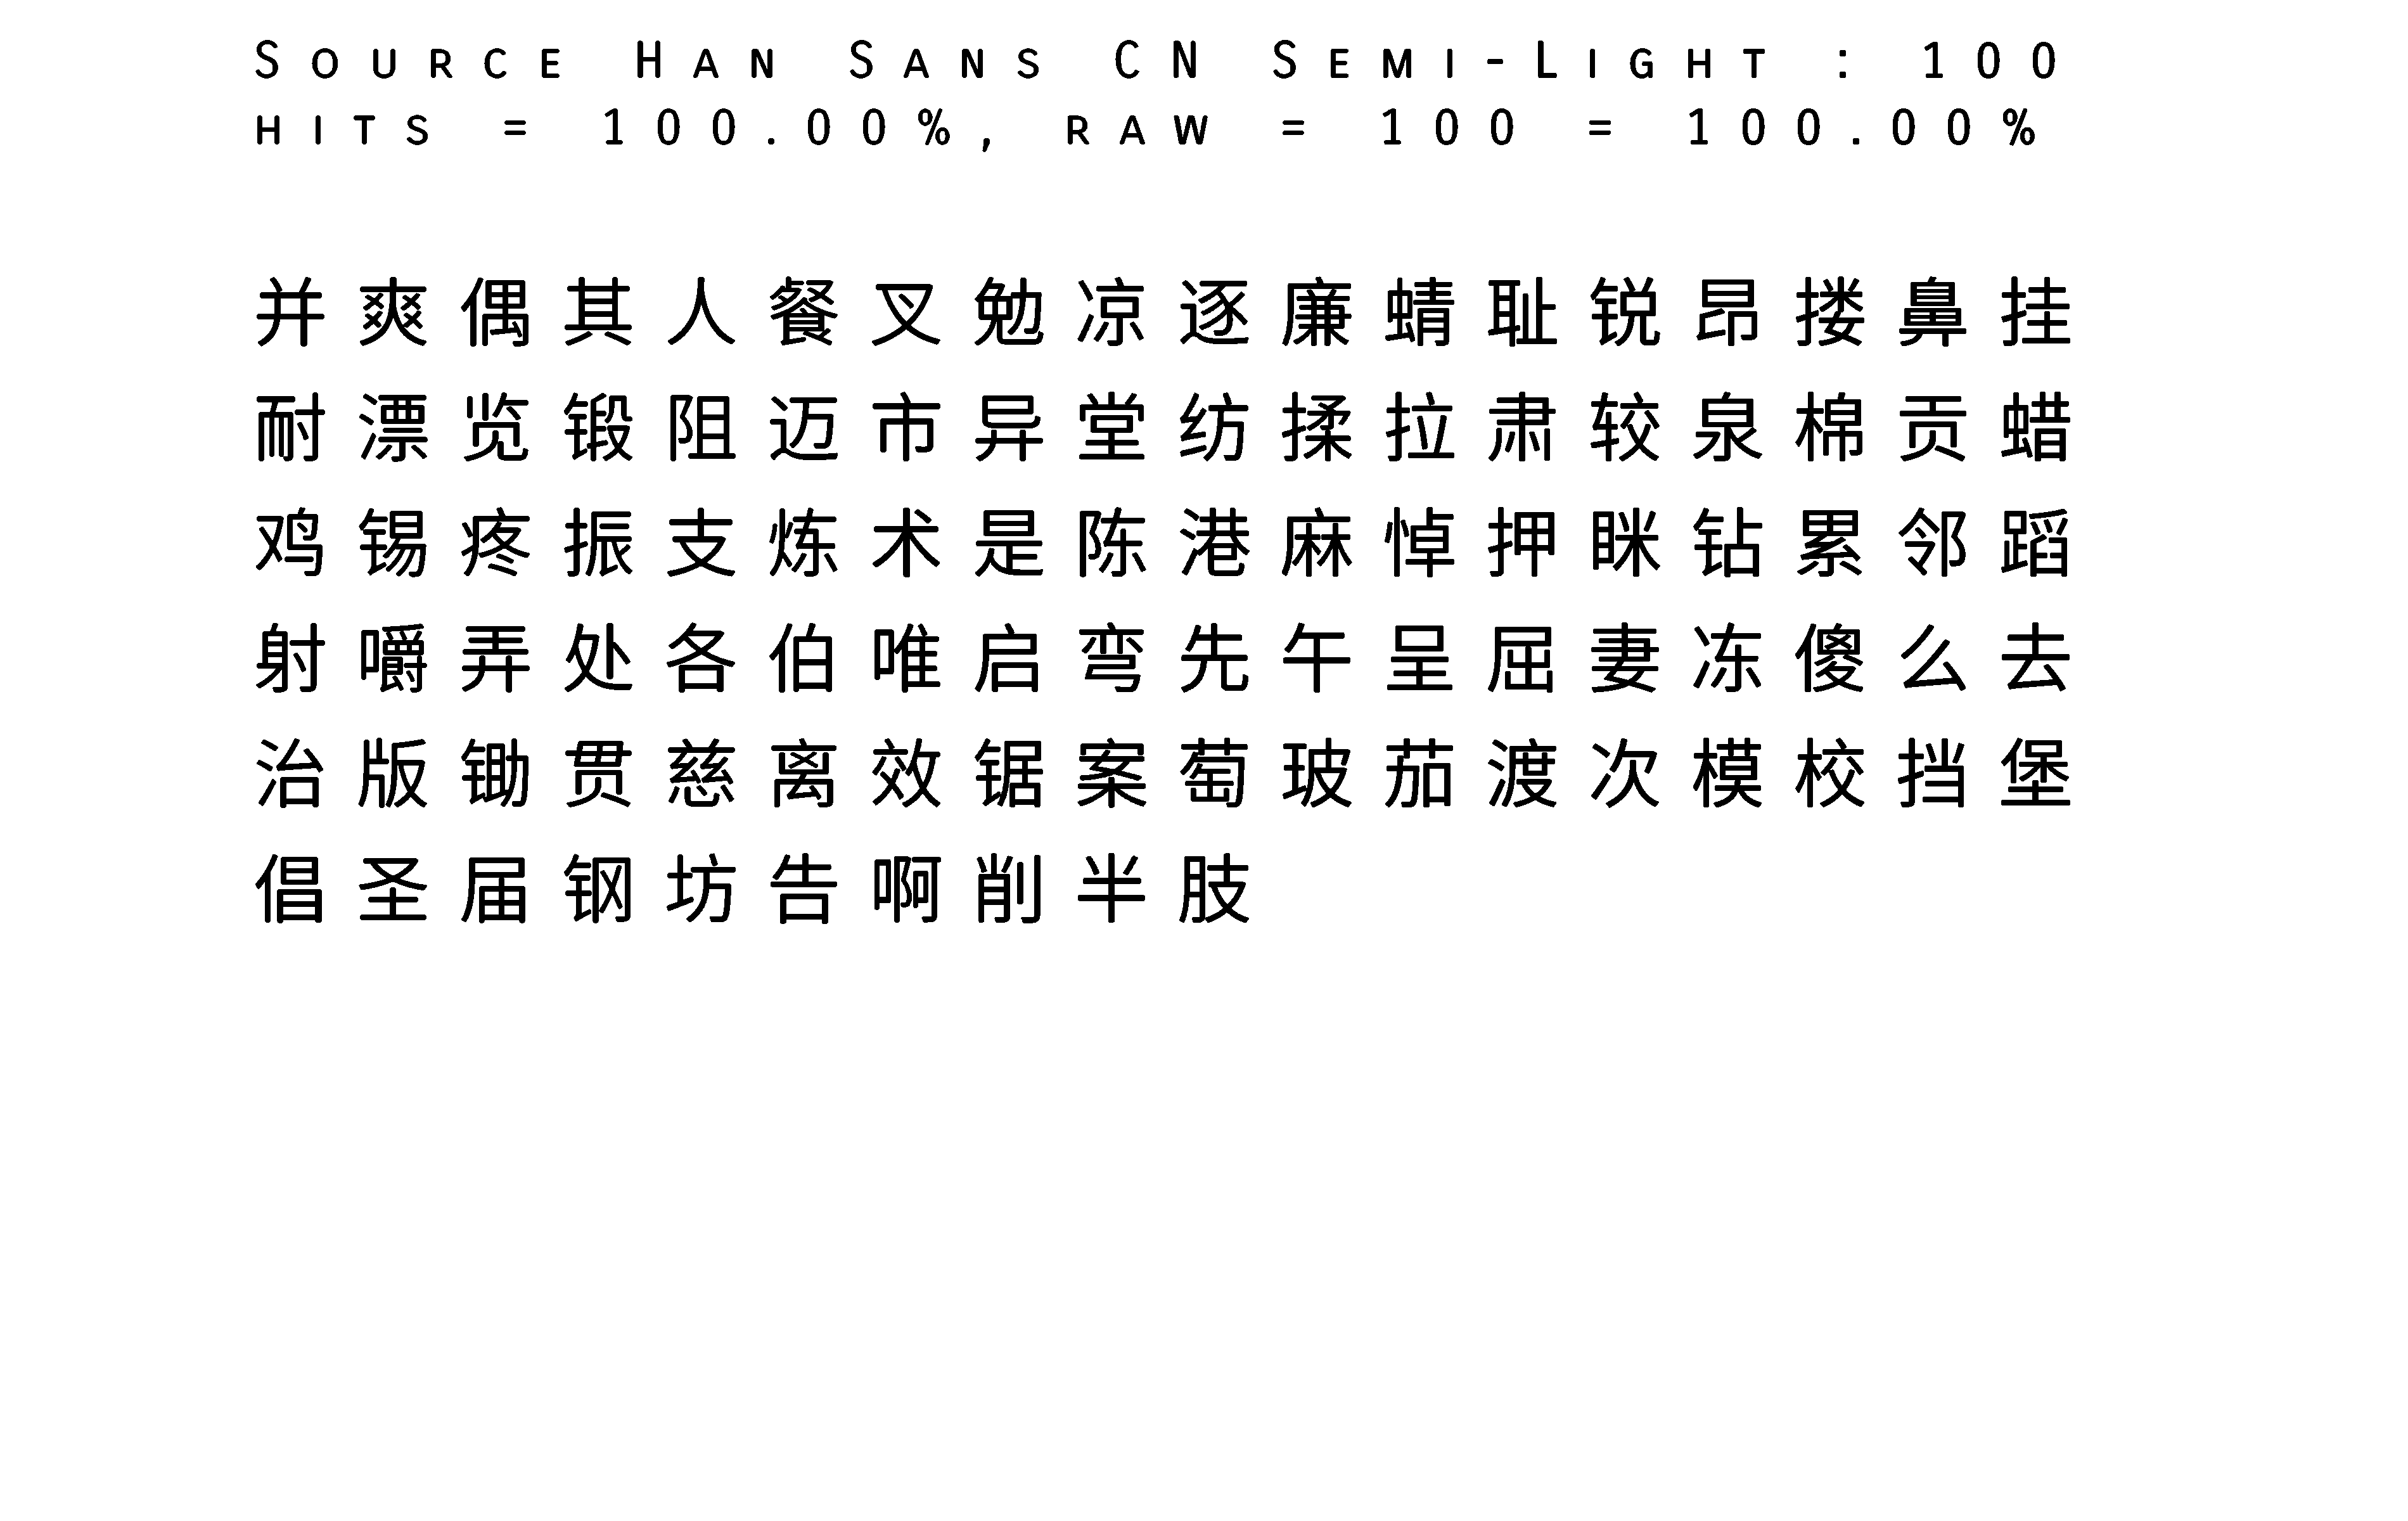 Source Han Sans CN Semi-Light : 100
hits = 100.00%, raw = 100 = 100.00%
并爽偶其人餐叉勉凉逐廉蜻耻锐昂搂鼻挂
耐漂览锻阻迈市异堂纺揉拉肃较泉棉贡蜡
鸡锡疼振支炼术是陈港麻悼押眯钻累邻蹈
射嚼弄处各伯唯启弯先午呈屈妻冻傻么去
治版锄贯慈离效锯案萄玻茄渡次模校挡堡
倡圣届钢坊告啊削半肢